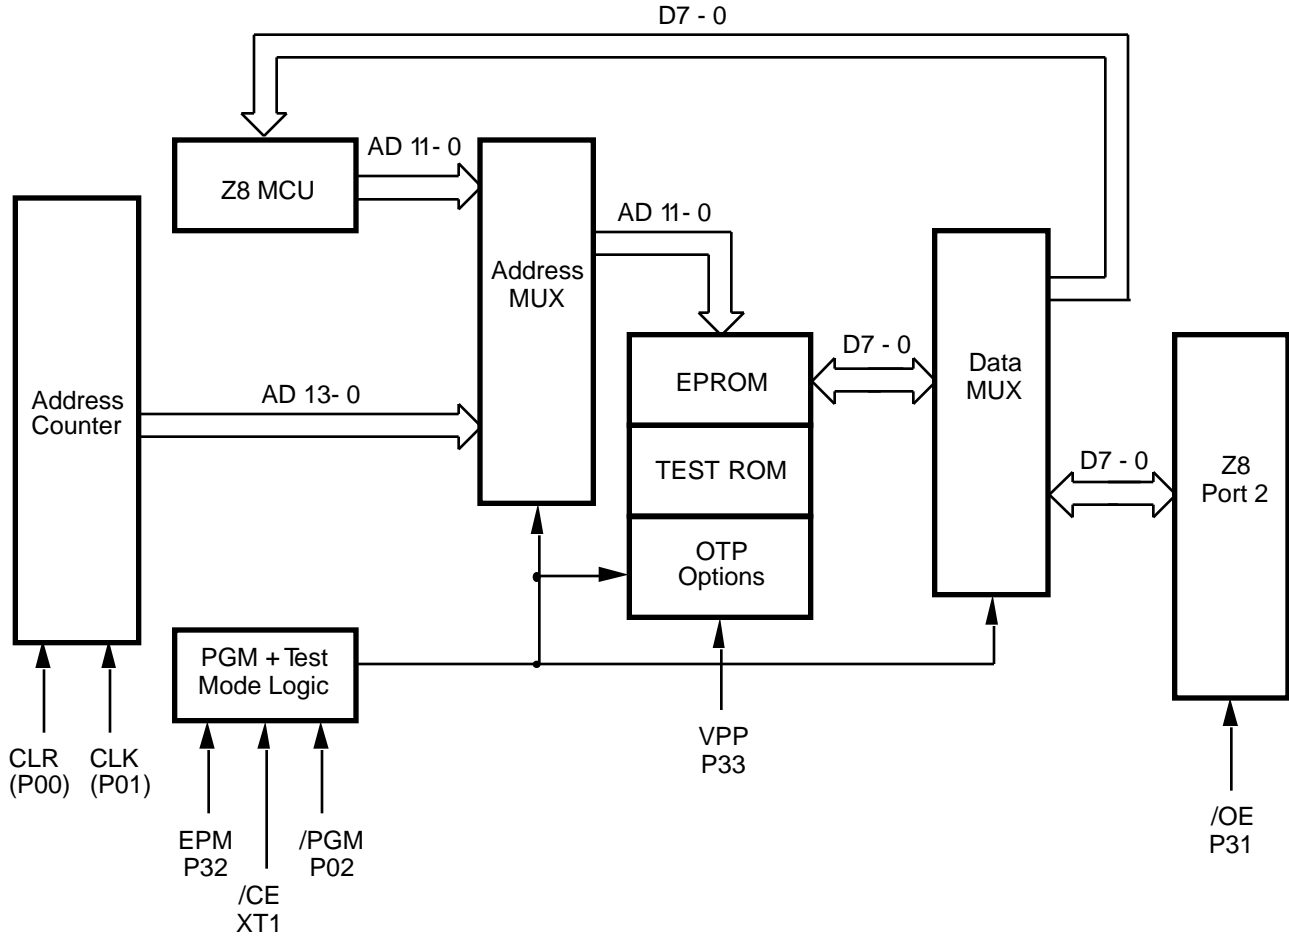 D7 - 0
AD 11- 0
Z8 MCU
AD 11- 0
Address
MUX
D7 - 0
Data
MUX
EPROM
AD 13- 0
Address
Counter
TEST ROM
D7 - 0
Z8
Port 2
OTP
Options
PGM + Test
Mode Logic
CLR
(P00)
CLK
(P01)
VPP
P33
EPM
P32
/PGM
P02
/OE
P31
/CE
XT1